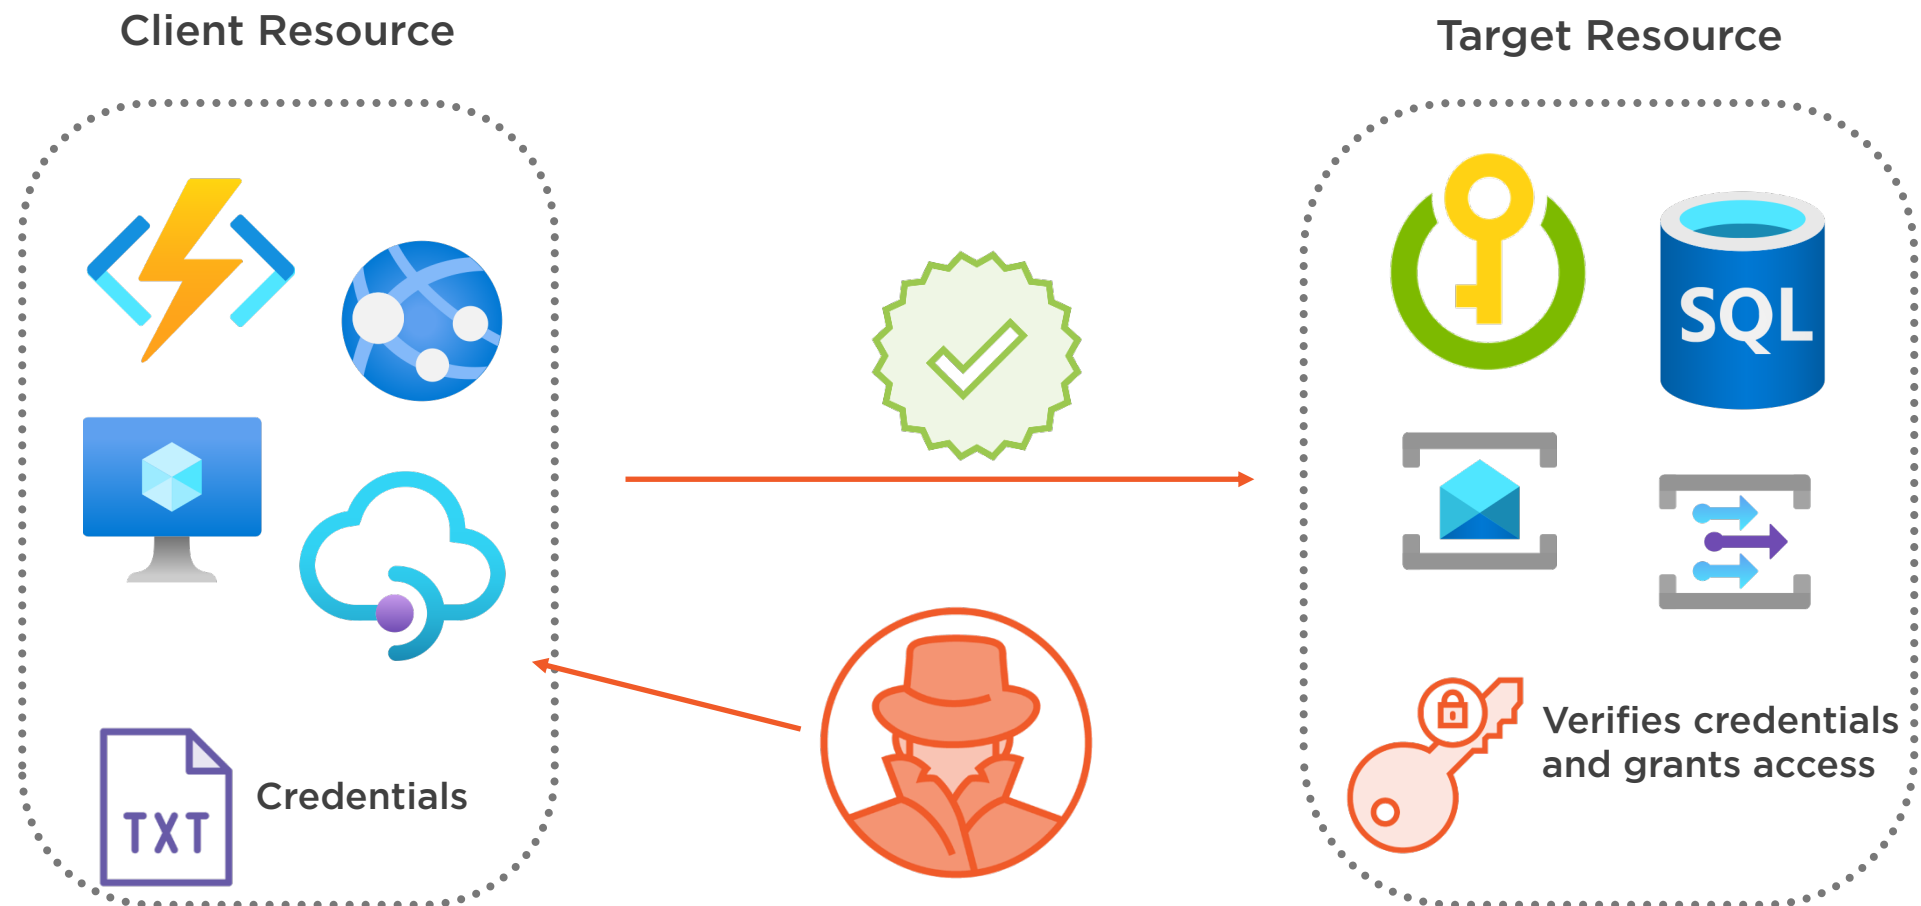 Client Resource
Target Resource
SQL
Verifies credentials
and grants access
Credentials
TXT